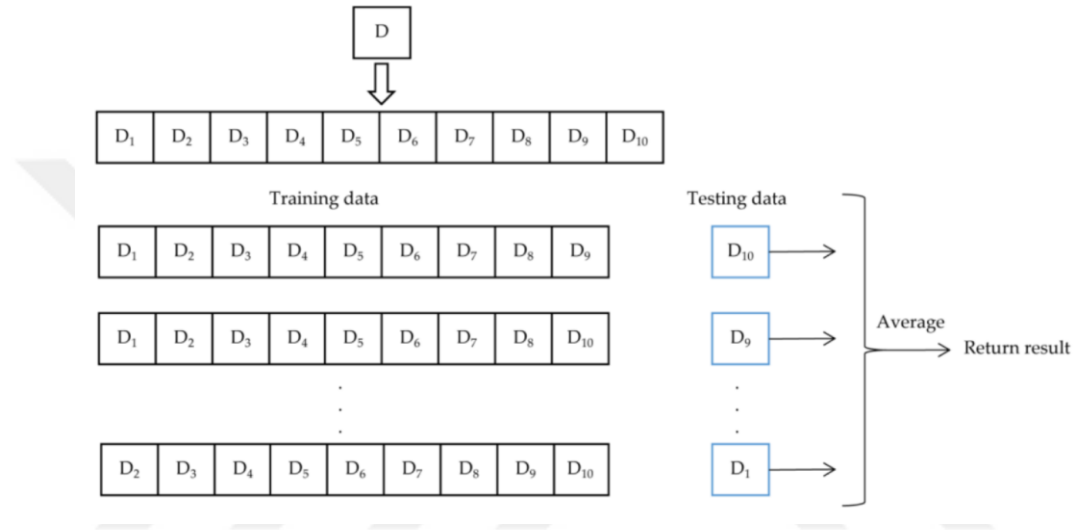 D
D₁ D₂ D₃ D₄ D₅ D₆ D₇ D₈ D₉ D₁₀
Training data Testing data
D₁ D₂ D₃ D₄ D₅ D₆ D₇ D₈ D₉ D₁₀
D₁ D₂ D₃ D₄ D₅ D₆ D₇ D₈ D₁₀ D₉
Average
Return result
D₂ D₃ D₄ D₅ D₆ D₇ D₈ D₉ D₁₀ D₁